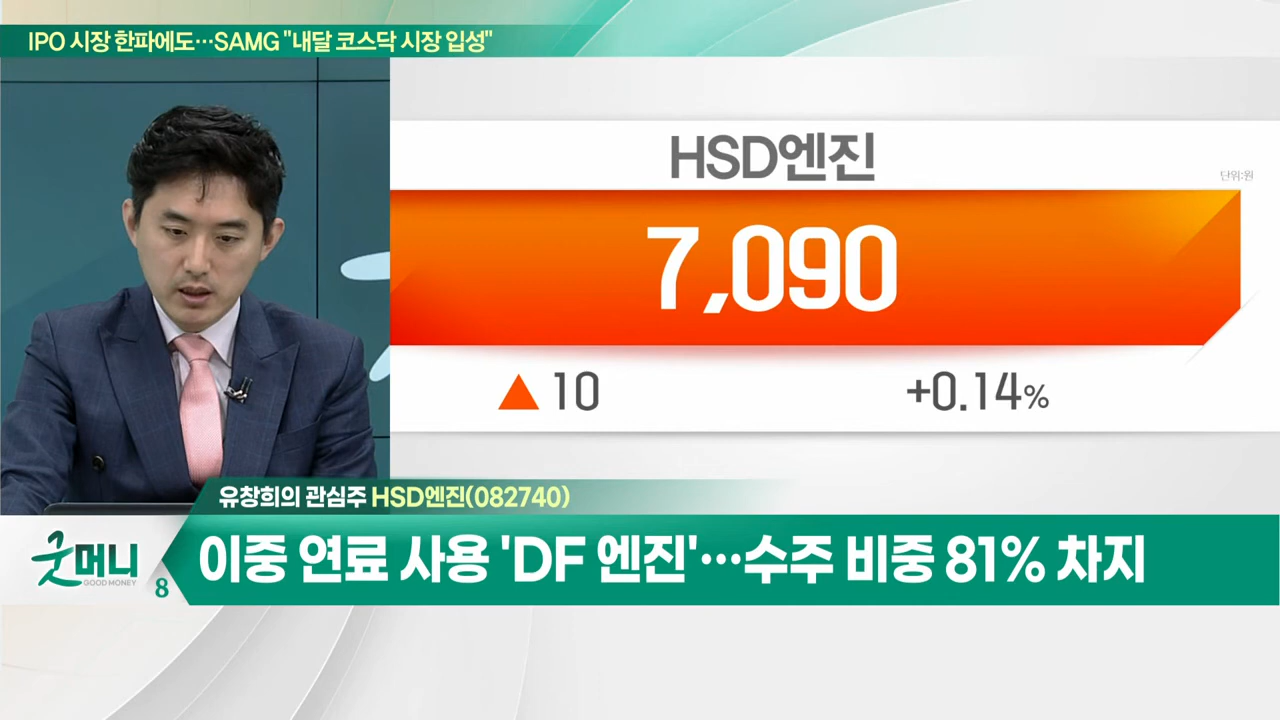 IPO 시장 한파에도…SAMG "내달 코스닥 시장 입성"
HSD엔진
단위:원
7,090
▲ 10
+0.14%
유창희의 관심주 HSD엔진(082740)
이중 연료 사용 'DF 엔진'…수주 비중 81% 차지
굿머니
GOOD MONEY
8